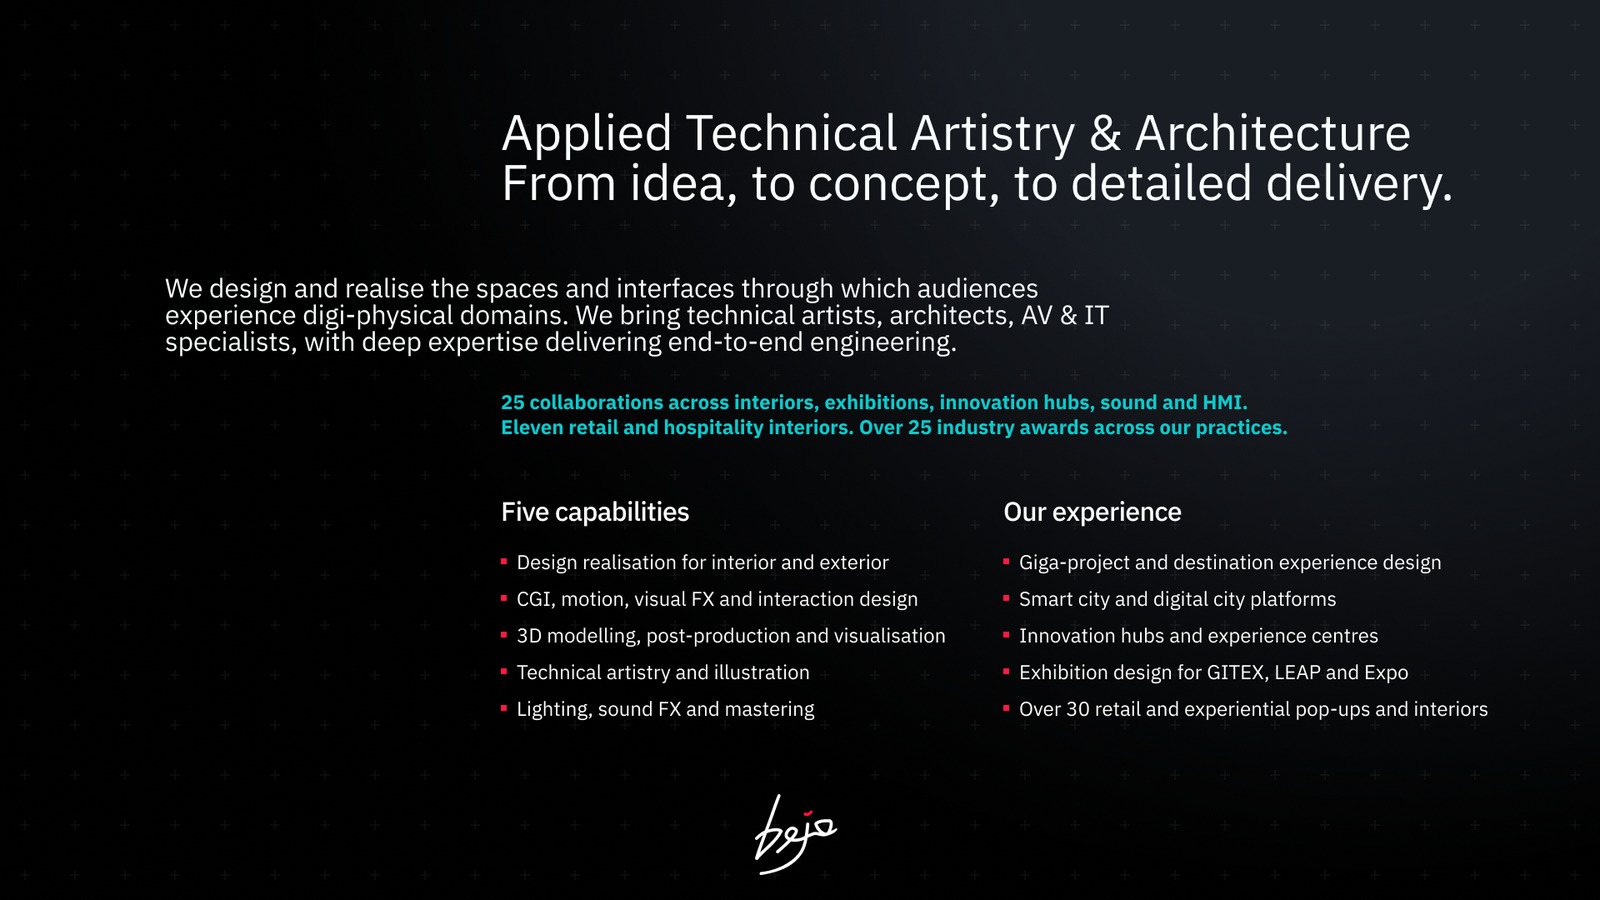 Applied Technical Artistry & Architecture
From idea, to concept, to detailed delivery.
We design and realise the spaces and interfaces through which audiences
experience digi-physical domains. We bring technical artists, architects, AV & IT
specialists, with deep expertise delivering end-to-end engineering.
25 collaborations across interiors, exhibitions, innovation hubs, sound and HMI.
Eleven retail and hospitality interiors. Over 25 industry awards across our practices.
Five capabilities
Design realisation for interior and exterior
CGI, motion, visual FX and interaction design
3D modelling, post-production and visualisation
Technical artistry and illustration
Lighting, sound FX and mastering
Our experience
Giga-project and destination experience design
Smart city and digital city platforms
Innovation hubs and experience centres
Exhibition design for GITEX, LEAP and Expo
Over 30 retail and experiential pop-ups and interiors
bejo